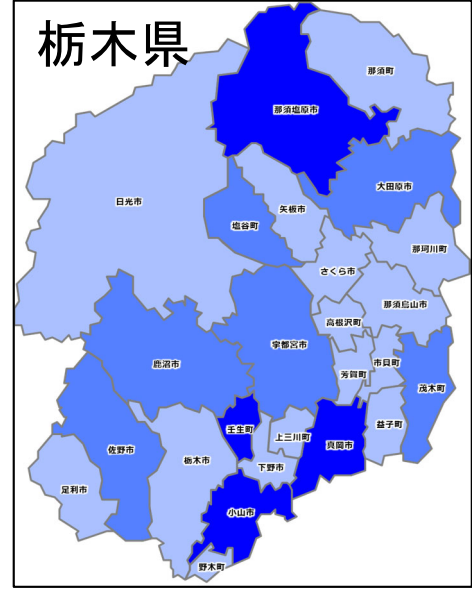 栃木県
那須町
那須塩原市
大田原市
日光市
矢板市
塩谷町
那珂川町
さくら市
那須烏山市
高根沢町
宇都宮市
市貝町
鹿沼市
芳賀町
茂木町
益子町
壬生町
上三川町
真岡市
佐野市
栃木市
下野市
足利市
小山市
野木町